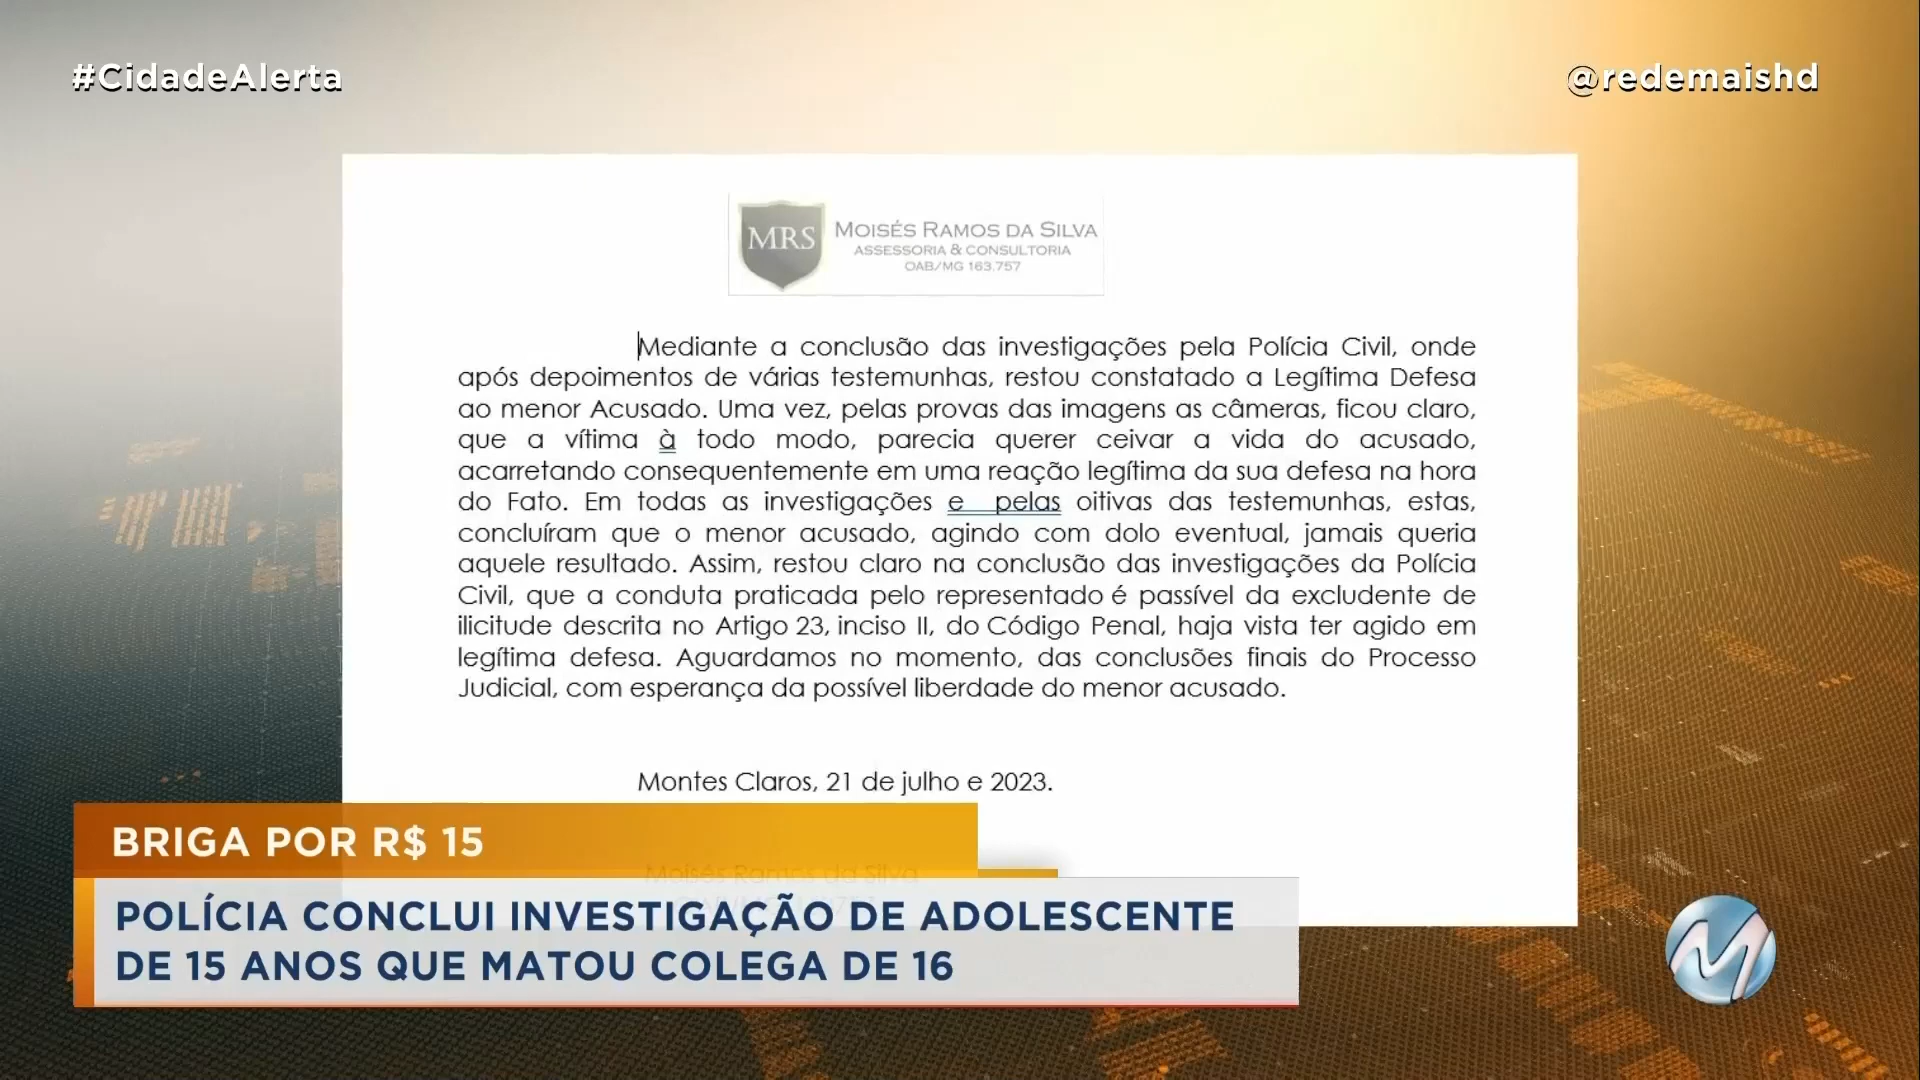 #CidadeAlerta
@redemaishd
MRS
MOISÉS RAMOS DA SILVA
ASSESSORIA & CONSULTORIA
OAB/MG 163.757
Mediante a conclusão das investigações pela Polícia Civil, onde
após depoimentos de várias testemunhas, restou constatado a Legítima Defesa
ao menor Acusado. Uma vez, pelas provas das imagens as câmeras, ficou claro,
que a vítima à todo modo, parecia querer ceivar a vida do acusado,
acarretando consequentemente em uma reação legítima da sua defesa na hora
do Fato. Em todas as investigações e pelas oitivas das testemunhas, estas,
concluíram que o menor acusado, agindo com dolo eventual, jamais queria
aquele resultado. Assim, restou claro na conclusão das investigações da Polícia
Civil, que a conduta praticada pelo representado é passível da excludente de
ilicitude descrita no Artigo 23, inciso II, do Código Penal, haja vista ter agido em
legítima defesa. Aguardamos no momento, das conclusões finais do Processo
Judicial, com esperança da possível liberdade do menor acusado.
Montes Claros, 21 de julho e 2023.
Moisés Ramos da Silva
BRIGA POR R$ 15
POLÍCIA CONCLUI INVESTIGAÇÃO DE ADOLESCENTE
DE 15 ANOS QUE MATOU COLEGA DE 16
M